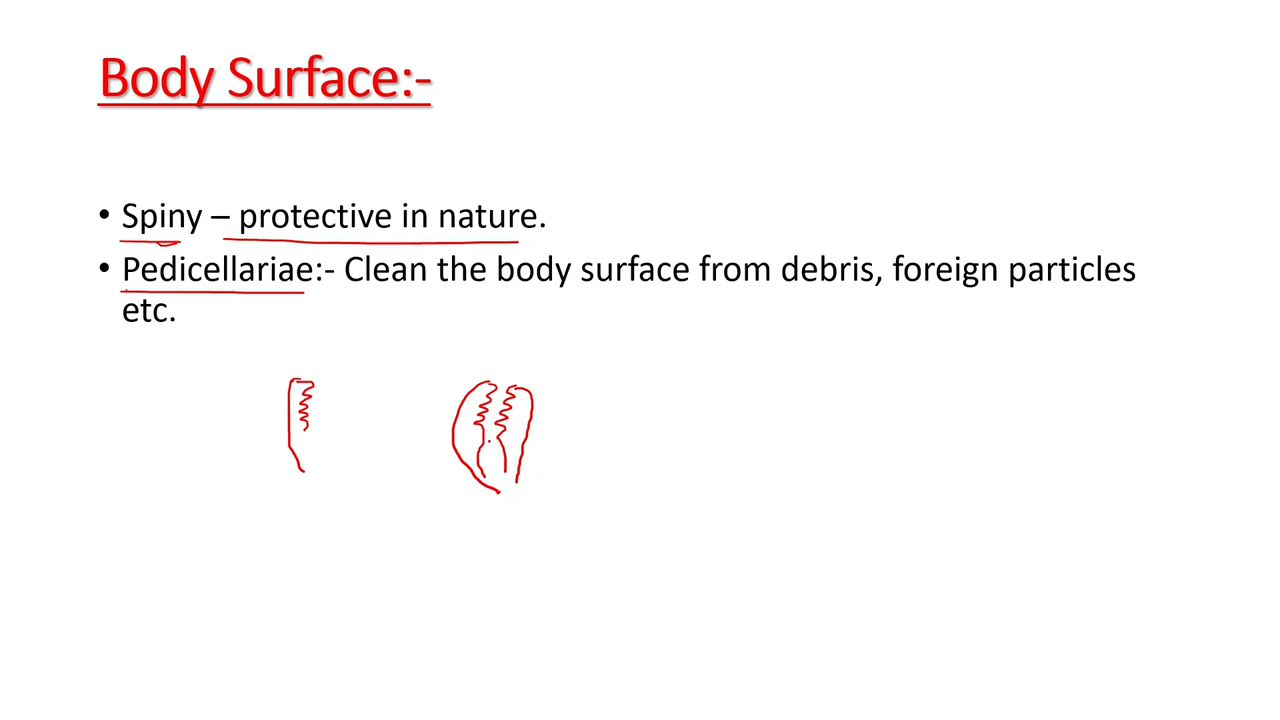 Body Surface:-
• Spiny – protective in nature.
• Pedicellariae:- Clean the body surface from debris, foreign particles
etc.